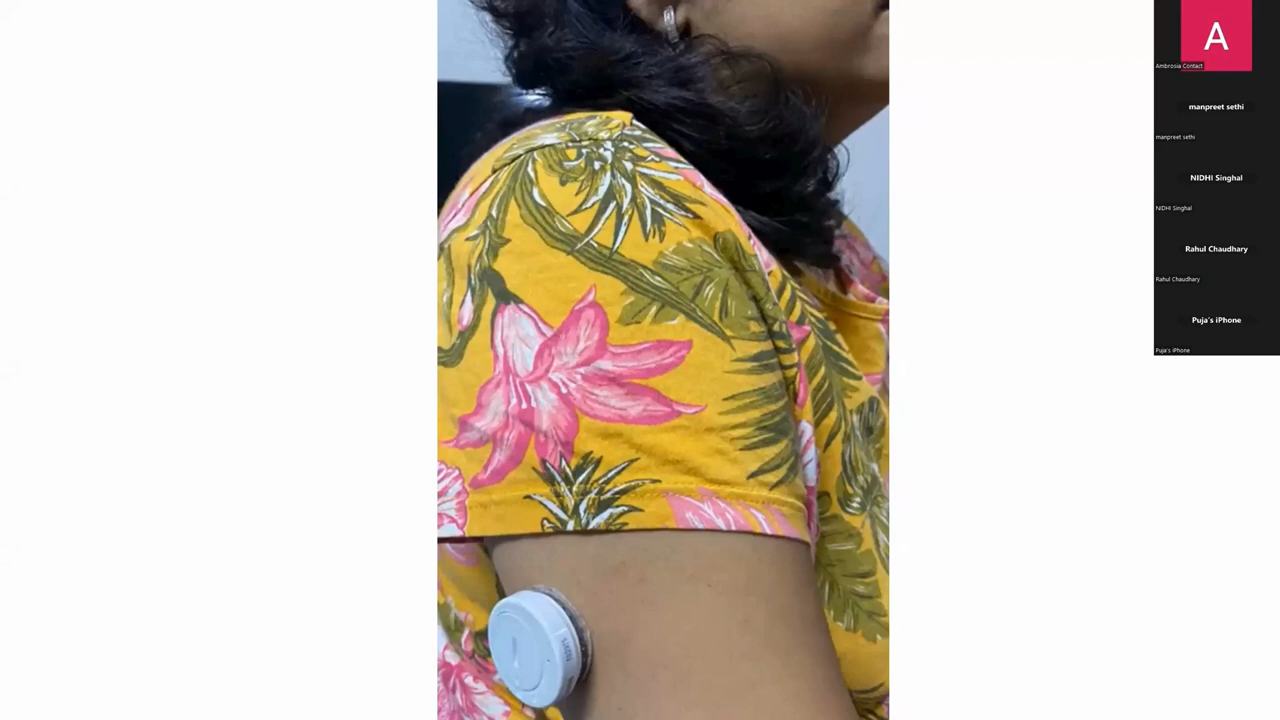 A
Ambrosia Contact
manpreet sethi
manpreet sethi
NIDHI Singhal
NIDHI Singhal
Rahul Chaudhary
Rahul Chaudhary
Puja's iPhone
Puja's iPhone